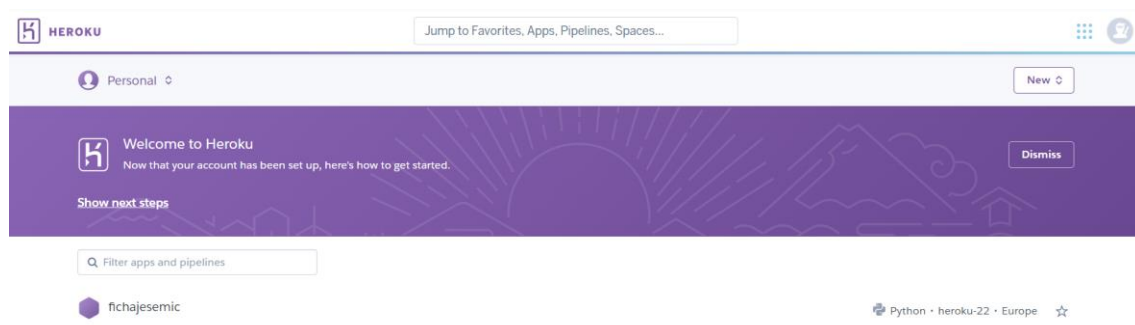 HEROKU
Jump to Favorites, Apps, Pipelines, Spaces...
Personal
New
Welcome to Heroku
Now that your account has been set up, here's how to get started.
Dismiss
Show next steps
Filter apps and pipelines
fichajesemic
Python • heroku-22 • Europe